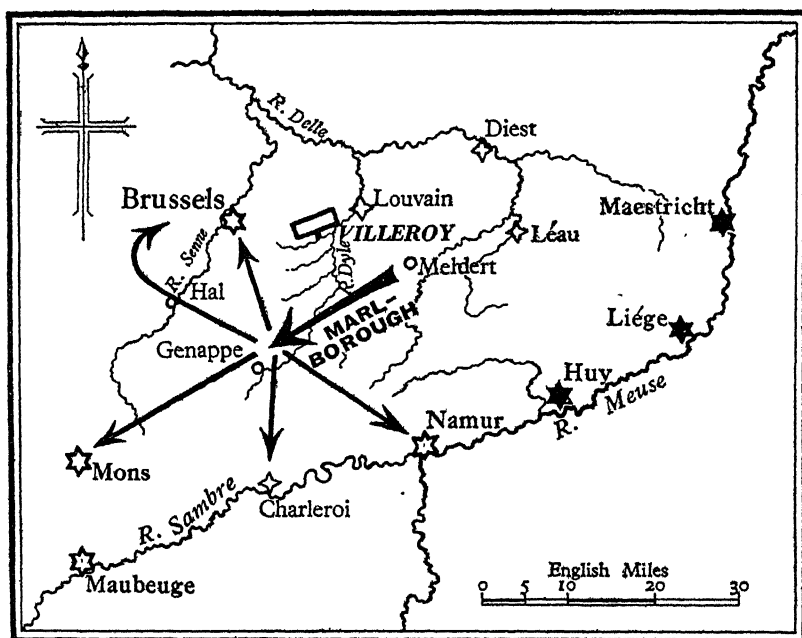 R. Delle
Diest
Brussels
Louvain
Maestricht
VILLEROY
Léau
R. Senne
R. Dyle
Meldert
Hal
MARL-
BOROUGH
Liége
Genappe
Huy
R. Meuse
Namur
Mons
R. Sambre
Charleroi
Maubeuge
English Miles
0 5 10 20 30